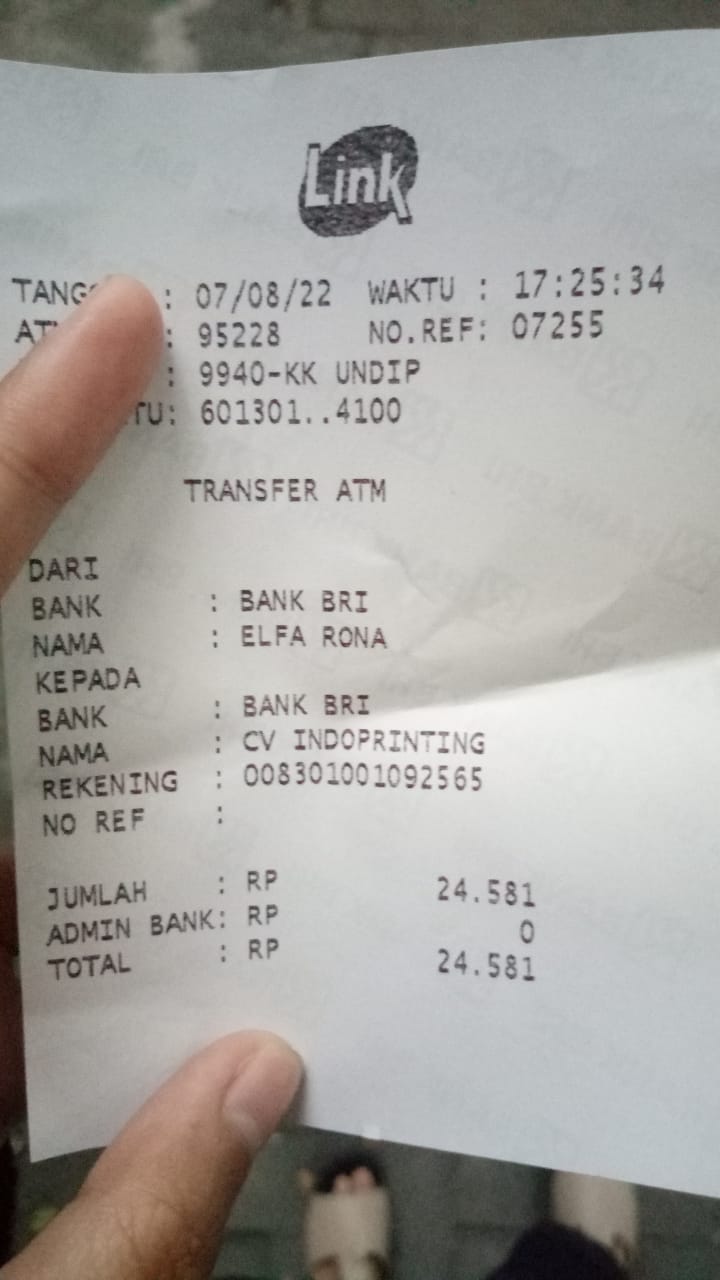 Link
: 07/08/22 WAKTU : 17:25:34
: 95228 NO.REF: 07255
: 9940-KK UNDIP
: 601301..4100
TRANSFER ATM
DARI
BANK : BANK BRI
NAMA : ELFA RONA
KEPADA
BANK : BANK BRI
NAMA : CV INDOPRINTING
REKENING : 008301001092565
NO REF :
JUMLAH : RP 24.581
ADMIN BANK: RP 0
TOTAL : RP 24.581